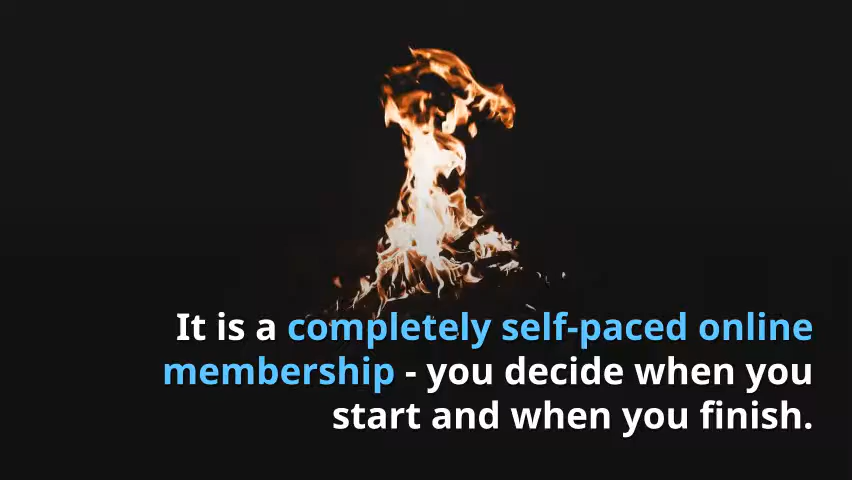 It is a completely self-paced online
membership - you decide when you
start and when you finish.